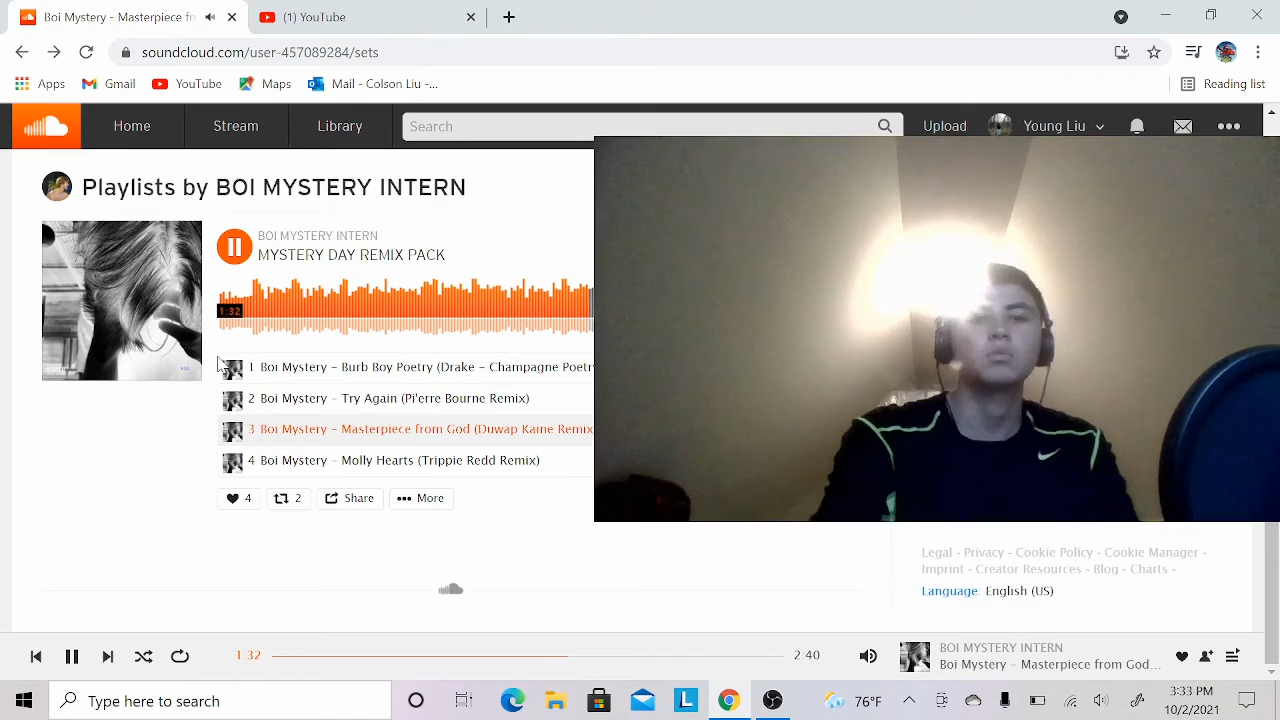 Boi Mystery - Masterpiece fr
(1) YouTube
soundcloud.com/user-457089284/sets
Apps
Gmail
YouTube
Maps
Mail - Colson Liu -...
Reading list
Home
Stream
Library
Search
Upload
Young Liu
Playlists by BOI MYSTERY INTERN
BOI MYSTERY INTERN
MYSTERY DAY REMIX PACK
1:32
1 Boi Mystery – Burb Boy Poetry (Drake – Champagne Poetr
2 Boi Mystery – Try Again (Pi'erre Bourne Remix)
3 Boi Mystery – Masterpiece from God (Duwap Kaine Remix
4 Boi Mystery – Molly Hearts (Trippie Redd Remix)
4
2
Share
More
Legal - Privacy - Cookie Policy - Cookie Manager -
Imprint - Creator Resources - Blog - Charts -
Language: English (US)
1:32
2:40
BOI MYSTERY INTERN
Boi Mystery – Masterpiece from God...
Type here to search
L
76°F
3:33 PM
10/2/2021